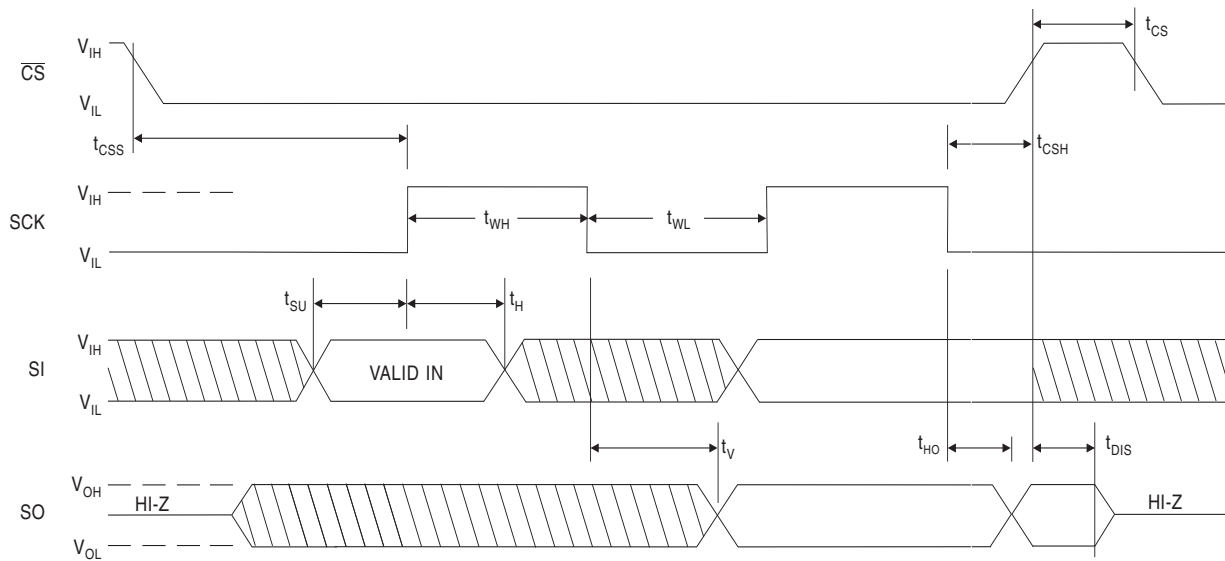 t_CS
V_IH
CS
V_IL
t_CSS
t_CSH
V_IH
SCK
t_WH
t_WL
V_IL
t_SU
t_H
V_IH
SI
VALID IN
V_IL
t_V
t_HO
t_DIS
V_OH
HI-Z
HI-Z
SO
V_OL